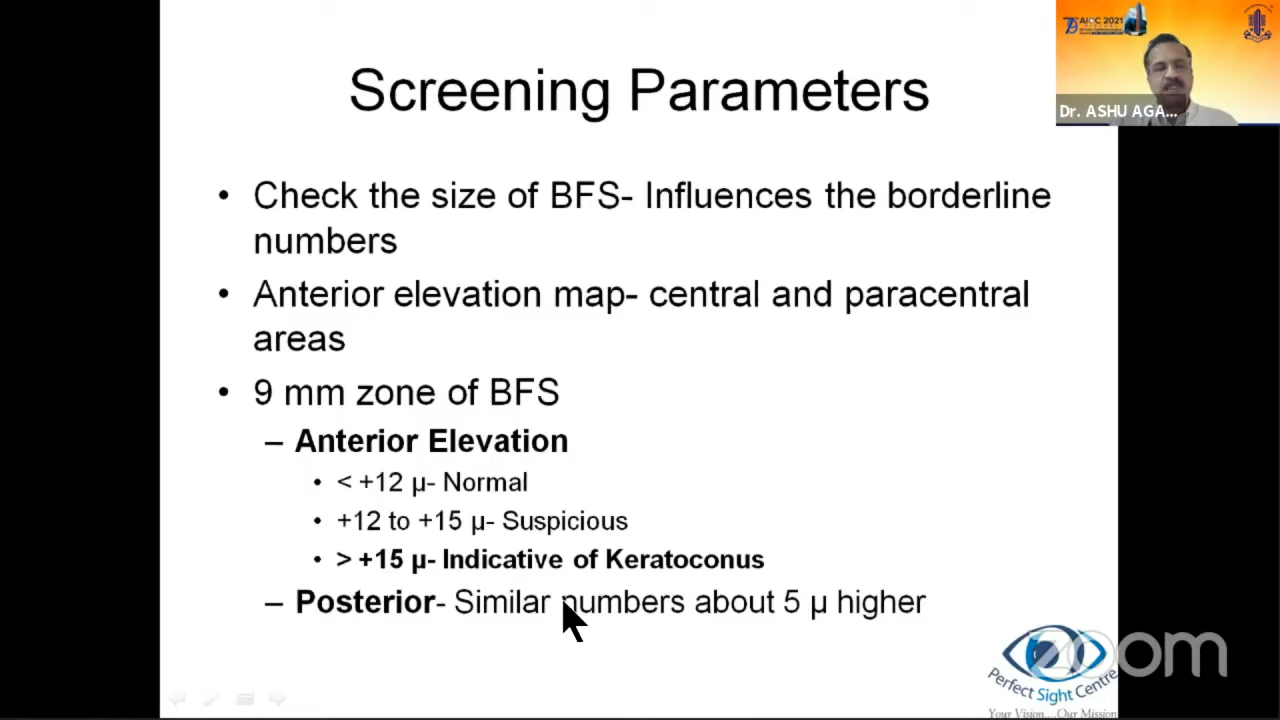 Screening Parameters
• Check the size of BFS- Influences the borderline
numbers
• Anterior elevation map- central and paracentral
areas
• 9 mm zone of BFS
– Anterior Elevation
• < +12 µ- Normal
• +12 to +15 µ- Suspicious
• > +15 µ- Indicative of Keratoconus
– Posterior- Similar numbers about 5 µ higher
AIOC 2021
Dr. ASHU AGA...
zoom
Perfect Sight Centre
Your Vision...Our Mission